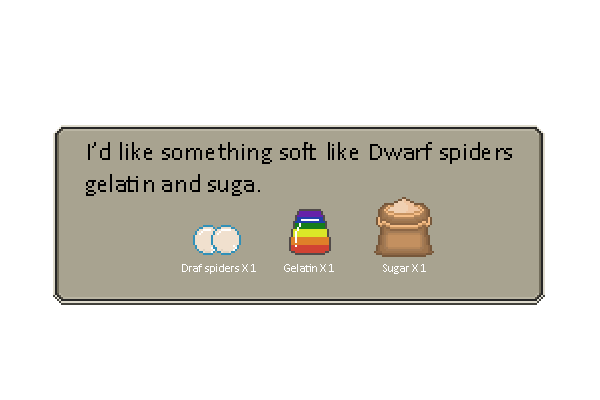 I'd like something soft like Dwarf spiders
gelatin and suga.
Draf spiders X 1 Gelatin X 1 Sugar X 1